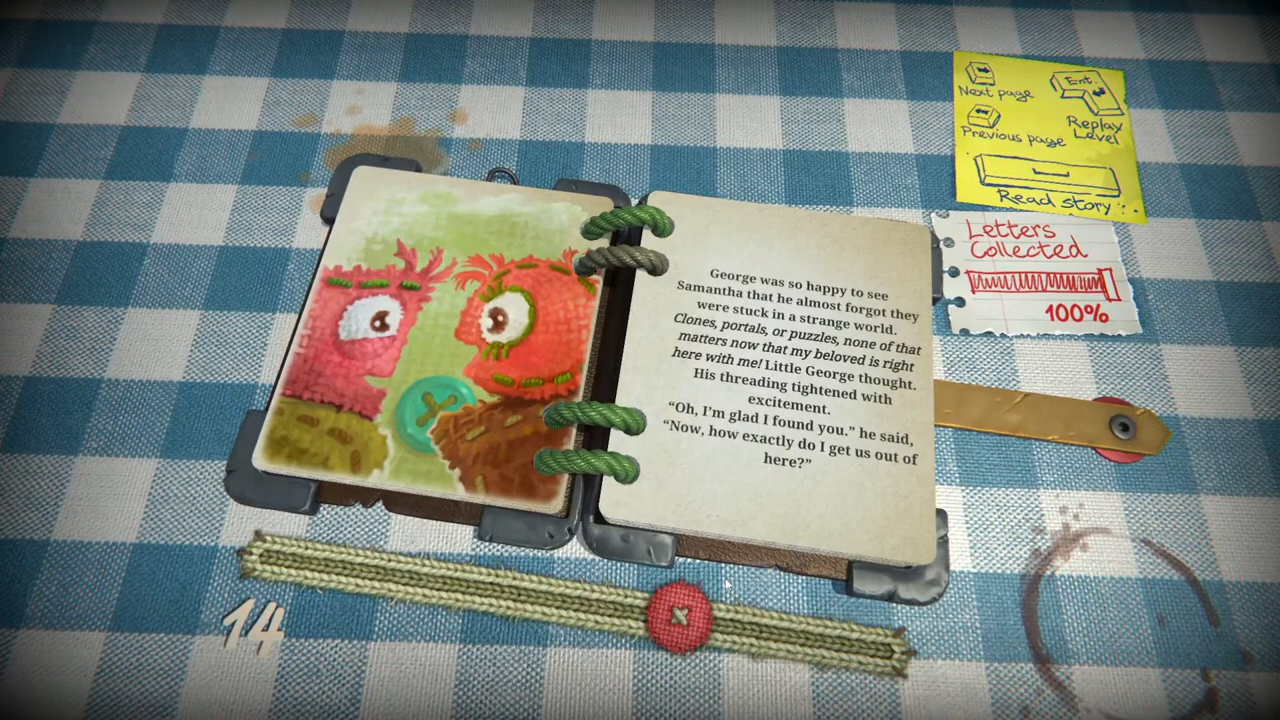 Next page
Ent.
Previous page
Replay
Level
Read story
Letters
Collected
100%
George was so happy to see
Samantha that he almost forgot they
were stuck in a strange world.
Clones, portals, or puzzles, none of that
matters now that my beloved is right
here with me! Little George thought.
His threading tightened with
excitement.
“Oh, I’m glad I found you.” he said,
“Now, how exactly do I get us out of
here?”
14